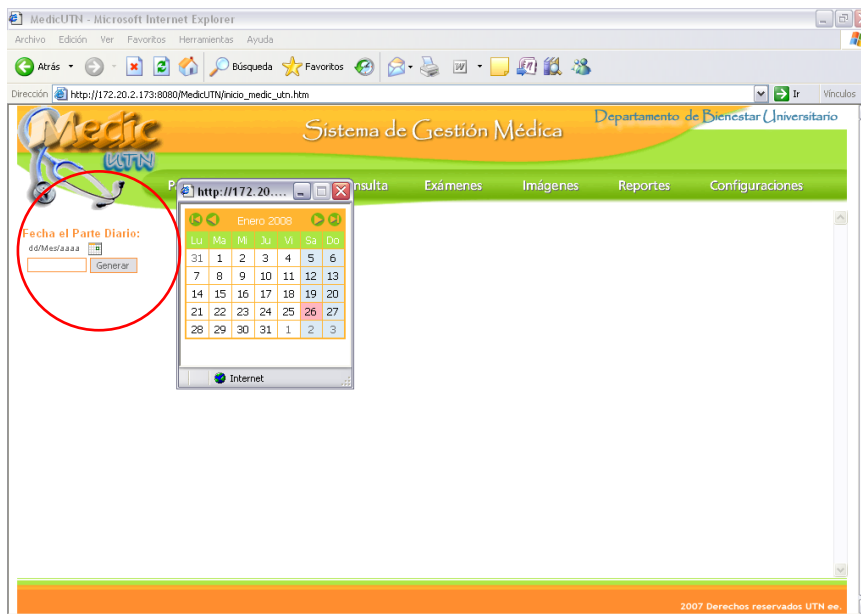 MedicUTN - Microsoft Internet Explorer
Archivo Edición Ver Favoritos Herramientas Ayuda
Atrás Búsqueda Favoritos
Dirección http://172.20.2.173:8080/MedicUTN/inicio_medic_utn.htm Ir Vínculos
Medic UTN
Sistema de Gestión Médica
Departamento de Bienestar Universitario
Exámenes Imágenes Reportes Configuraciones
Fecha el Parte Diario:
dd/Mes/aaaa
Generar
http://172.20....
Enero 2008
Lu Ma Mi Ju Vi Sa Do
31 1 2 3 4 5 6
7 8 9 10 11 12 13
14 15 16 17 18 19 20
21 22 23 24 25 26 27
28 29 30 31 1 2 3
Internet
2007 Derechos reservados UTN ee.